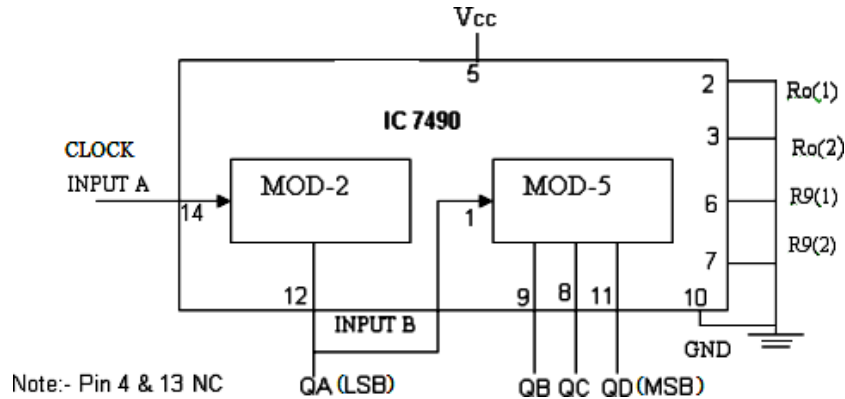 Vcc
5
2
Ro(1)
IC 7490
3
CLOCK
Ro(2)
INPUT A
MOD-2
MOD-5
14
1
6
R9(1)
7
R9(2)
12
9
8
11
10
INPUT B
GND
Note:- Pin 4 & 13 NC
QA (LSB)
QB QC QD (MSB)